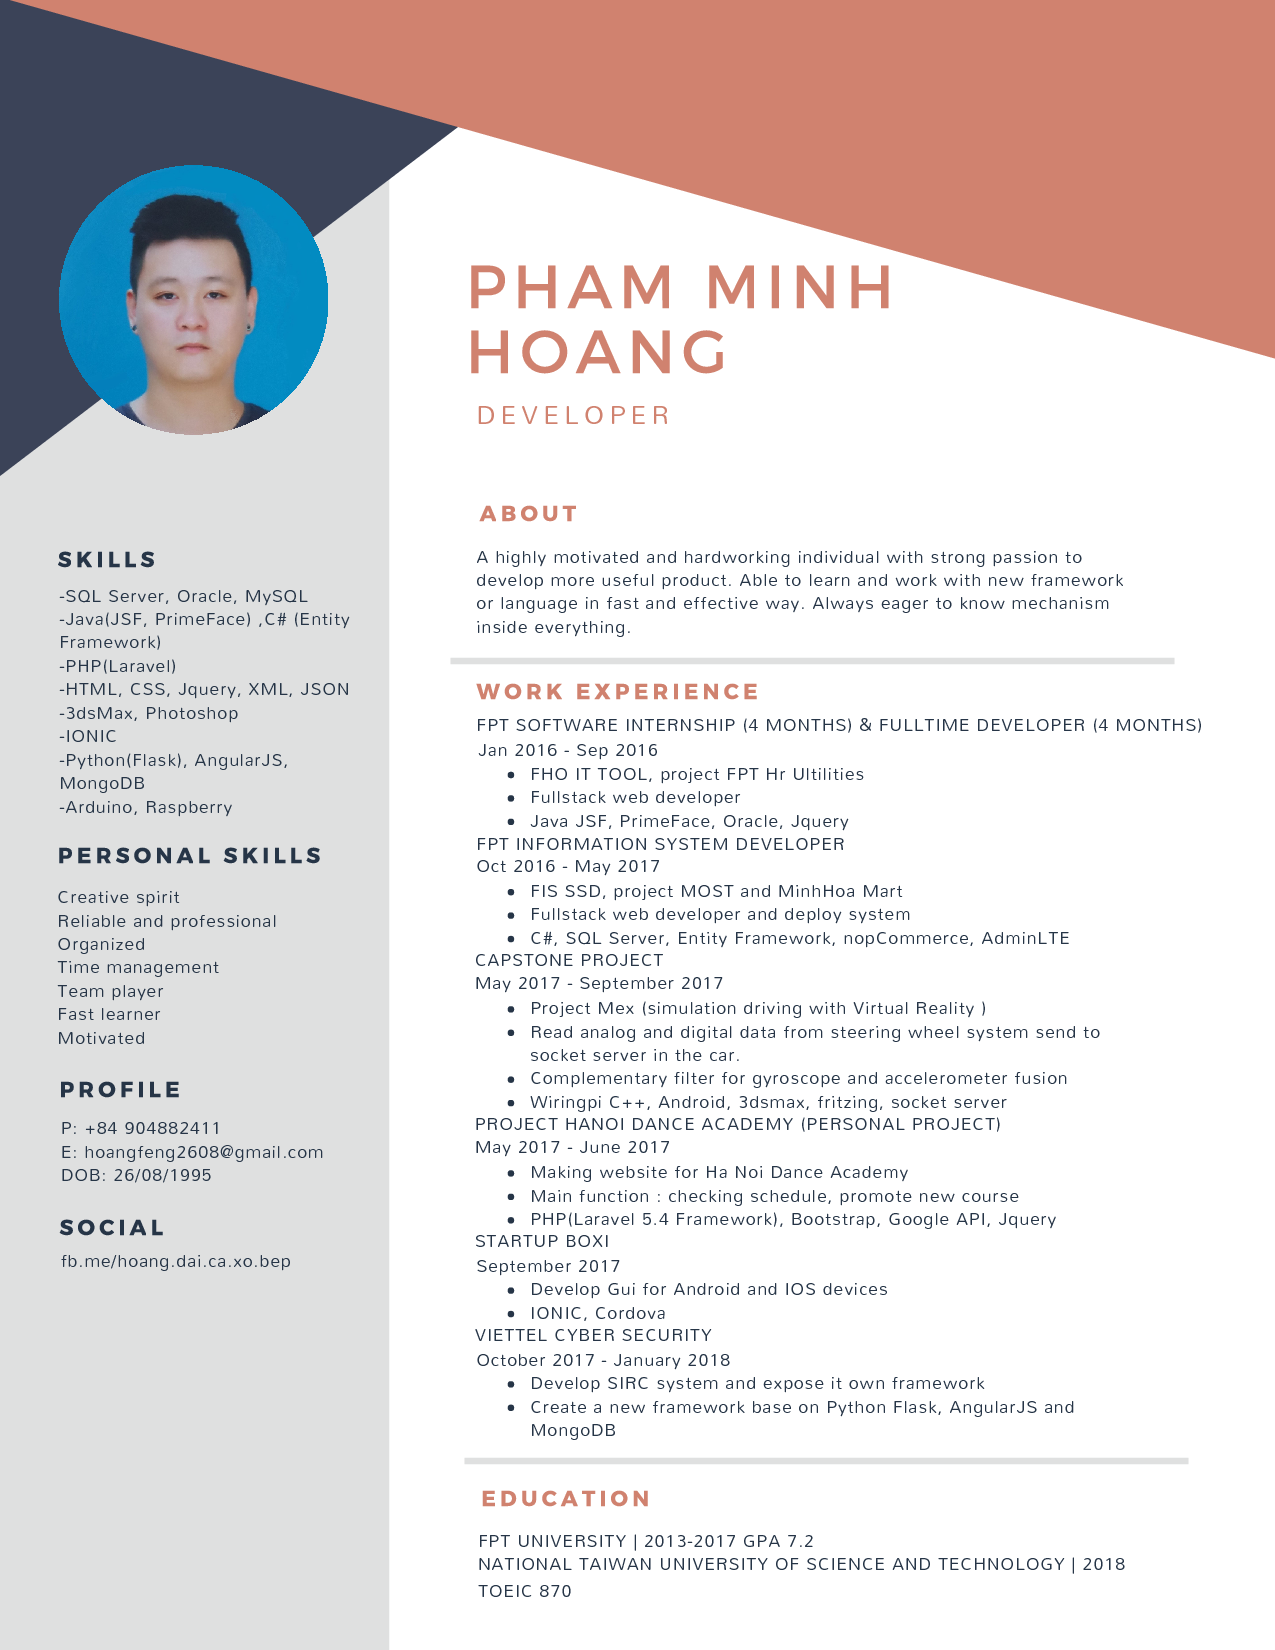 PHAM MINH
HOANG
DEVELOPER
SKILLS
-SQL Server, Oracle, MySQL
-Java(JSF, PrimeFace) ,C# (Entity
Framework)
-PHP(Laravel)
-HTML, CSS, Jquery, XML, JSON
-3dsMax, Photoshop
-IONIC
-Python(Flask), AngularJS,
MongoDB
-Arduino, Raspberry
PERSONAL SKILLS
Creative spirit
Reliable and professional
Organized
Time management
Team player
Fast learner
Motivated
PROFILE
P: +84 904882411
E: hoangfeng2608@gmail.com
DOB: 26/08/1995
SOCIAL
fb.me/hoang.dai.ca.xo.bep
ABOUT
A highly motivated and hardworking individual with strong passion to
develop more useful product. Able to learn and work with new framework
or language in fast and effective way. Always eager to know mechanism
inside everything.
WORK EXPERIENCE
FPT SOFTWARE INTERNSHIP (4 MONTHS) & FULLTIME DEVELOPER (4 MONTHS)
Jan 2016 - Sep 2016
• FHO IT TOOL, project FPT Hr Ultilities
• Fullstack web developer
• Java JSF, PrimeFace, Oracle, Jquery
FPT INFORMATION SYSTEM DEVELOPER
Oct 2016 - May 2017
• FIS SSD, project MOST and MinhHoa Mart
• Fullstack web developer and deploy system
• C#, SQL Server, Entity Framework, nopCommerce, AdminLTE
CAPSTONE PROJECT
May 2017 - September 2017
• Project Mex (simulation driving with Virtual Reality )
• Read analog and digital data from steering wheel system send to
socket server in the car.
• Complementary filter for gyroscope and accelerometer fusion
• Wiringpi C++, Android, 3dsmax, fritzing, socket server
PROJECT HANOI DANCE ACADEMY (PERSONAL PROJECT)
May 2017 - June 2017
• Making website for Ha Noi Dance Academy
• Main function : checking schedule, promote new course
• PHP(Laravel 5.4 Framework), Bootstrap, Google API, Jquery
STARTUP BOXI
September 2017
• Develop Gui for Android and IOS devices
• IONIC, Cordova
VIETTEL CYBER SECURITY
October 2017 - January 2018
• Develop SIRC system and expose it own framework
• Create a new framework base on Python Flask, AngularJS and
MongoDB
EDUCATION
FPT UNIVERSITY | 2013-2017 GPA 7.2
NATIONAL TAIWAN UNIVERSITY OF SCIENCE AND TECHNOLOGY | 2018
TOEIC 870